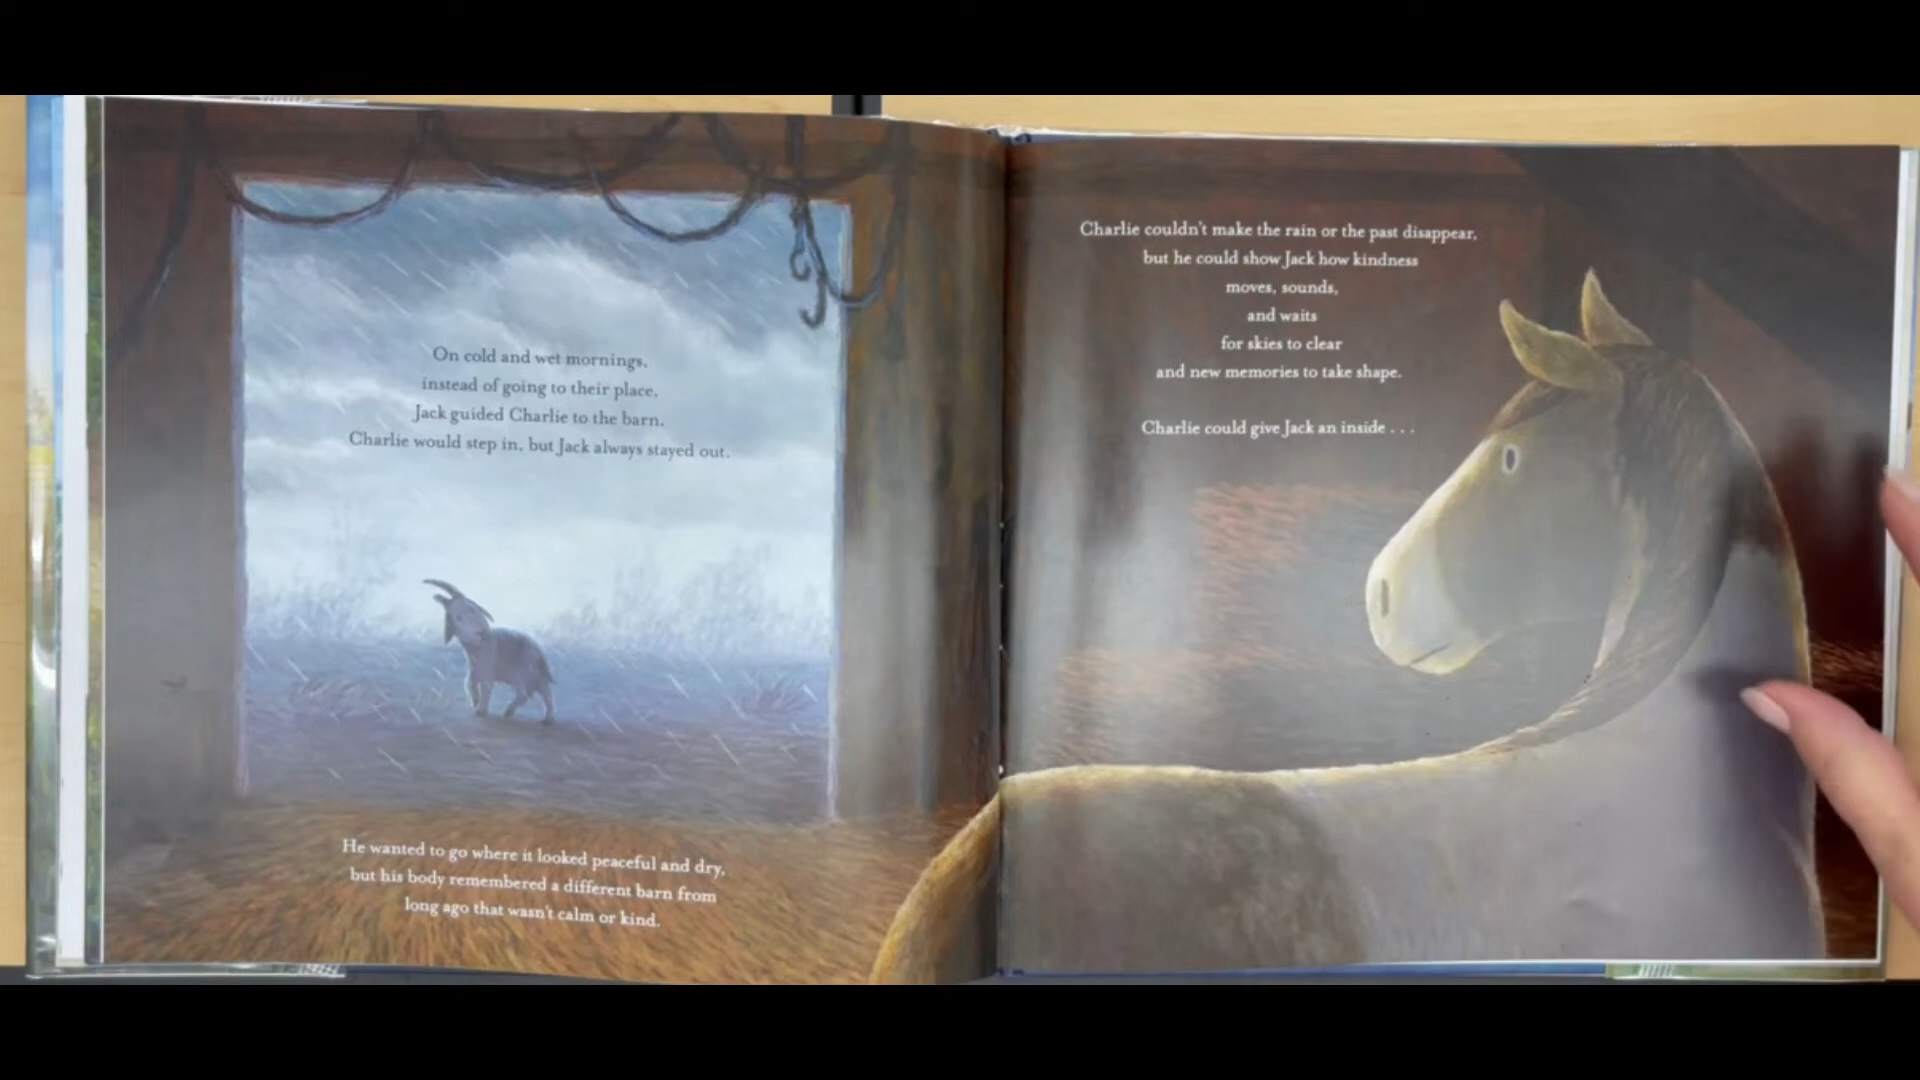 On cold and wet mornings,
instead of going to their place,
Jack guided Charlie to the barn.
Charlie would step in, but Jack always stayed out.
He wanted to go where it looked peaceful and dry,
but his body remembered a different barn from
long ago that wasn't calm or kind.
Charlie couldn't make the rain or the past disappear,
but he could show Jack how kindness
moves, sounds,
and waits
for skies to clear
and new memories to take shape.
Charlie could give Jack an inside . . .